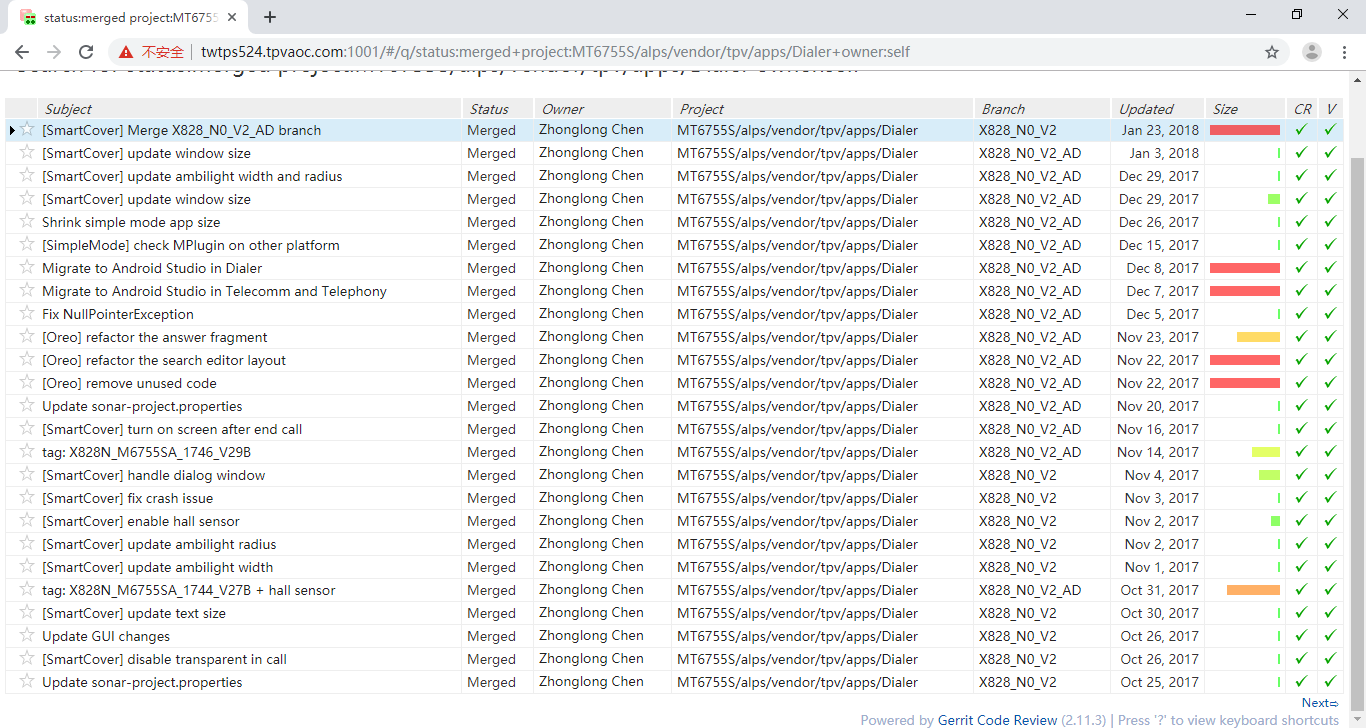 status:merged project:MT6755S
不安全
twtps524.tpvaoc.com:1001/#/q/status:merged+project:MT6755S/alps/vendor/tpv/apps/Dialer+owner:self
Search for status:merged project:MT6755S/alps/vendor/tpv/apps/Dialer owner:self
Subject Status Owner Project Branch Updated Size CR V
[SmartCover] Merge X828_N0_V2_AD branch Merged Zhonglong Chen MT6755S/alps/vendor/tpv/apps/Dialer X828_N0_V2 Jan 23, 2018
[SmartCover] update window size Merged Zhonglong Chen MT6755S/alps/vendor/tpv/apps/Dialer X828_N0_V2_AD Jan 3, 2018
[SmartCover] update ambilight width and radius Merged Zhonglong Chen MT6755S/alps/vendor/tpv/apps/Dialer X828_N0_V2_AD Dec 29, 2017
[SmartCover] update window size Merged Zhonglong Chen MT6755S/alps/vendor/tpv/apps/Dialer X828_N0_V2_AD Dec 29, 2017
Shrink simple mode app size Merged Zhonglong Chen MT6755S/alps/vendor/tpv/apps/Dialer X828_N0_V2_AD Dec 26, 2017
[SimpleMode] check MPlugin on other platform Merged Zhonglong Chen MT6755S/alps/vendor/tpv/apps/Dialer X828_N0_V2_AD Dec 15, 2017
Migrate to Android Studio in Dialer Merged Zhonglong Chen MT6755S/alps/vendor/tpv/apps/Dialer X828_N0_V2_AD Dec 8, 2017
Migrate to Android Studio in Telecomm and Telephony Merged Zhonglong Chen MT6755S/alps/vendor/tpv/apps/Dialer X828_N0_V2_AD Dec 7, 2017
Fix NullPointerException Merged Zhonglong Chen MT6755S/alps/vendor/tpv/apps/Dialer X828_N0_V2_AD Dec 5, 2017
[Oreo] refactor the answer fragment Merged Zhonglong Chen MT6755S/alps/vendor/tpv/apps/Dialer X828_N0_V2_AD Nov 23, 2017
[Oreo] refactor the search editor layout Merged Zhonglong Chen MT6755S/alps/vendor/tpv/apps/Dialer X828_N0_V2_AD Nov 22, 2017
[Oreo] remove unused code Merged Zhonglong Chen MT6755S/alps/vendor/tpv/apps/Dialer X828_N0_V2_AD Nov 22, 2017
Update sonar-project.properties Merged Zhonglong Chen MT6755S/alps/vendor/tpv/apps/Dialer X828_N0_V2_AD Nov 20, 2017
[SmartCover] turn on screen after end call Merged Zhonglong Chen MT6755S/alps/vendor/tpv/apps/Dialer X828_N0_V2_AD Nov 16, 2017
tag: X828N_M6755SA_1746_V29B Merged Zhonglong Chen MT6755S/alps/vendor/tpv/apps/Dialer X828_N0_V2_AD Nov 14, 2017
[SmartCover] handle dialog window Merged Zhonglong Chen MT6755S/alps/vendor/tpv/apps/Dialer X828_N0_V2 Nov 4, 2017
[SmartCover] fix crash issue Merged Zhonglong Chen MT6755S/alps/vendor/tpv/apps/Dialer X828_N0_V2 Nov 3, 2017
[SmartCover] enable hall sensor Merged Zhonglong Chen MT6755S/alps/vendor/tpv/apps/Dialer X828_N0_V2 Nov 2, 2017
[SmartCover] update ambilight radius Merged Zhonglong Chen MT6755S/alps/vendor/tpv/apps/Dialer X828_N0_V2 Nov 2, 2017
[SmartCover] update ambilight width Merged Zhonglong Chen MT6755S/alps/vendor/tpv/apps/Dialer X828_N0_V2 Nov 1, 2017
tag: X828N_M6755SA_1744_V27B + hall sensor Merged Zhonglong Chen MT6755S/alps/vendor/tpv/apps/Dialer X828_N0_V2_AD Oct 31, 2017
[SmartCover] update text size Merged Zhonglong Chen MT6755S/alps/vendor/tpv/apps/Dialer X828_N0_V2 Oct 30, 2017
Update GUI changes Merged Zhonglong Chen MT6755S/alps/vendor/tpv/apps/Dialer X828_N0_V2 Oct 26, 2017
[SmartCover] disable transparent in call Merged Zhonglong Chen MT6755S/alps/vendor/tpv/apps/Dialer X828_N0_V2 Oct 26, 2017
Update sonar-project.properties Merged Zhonglong Chen MT6755S/alps/vendor/tpv/apps/Dialer X828_N0_V2 Oct 25, 2017
Next⇨
Powered by Gerrit Code Review (2.11.3) | Press '?' to view keyboard shortcuts